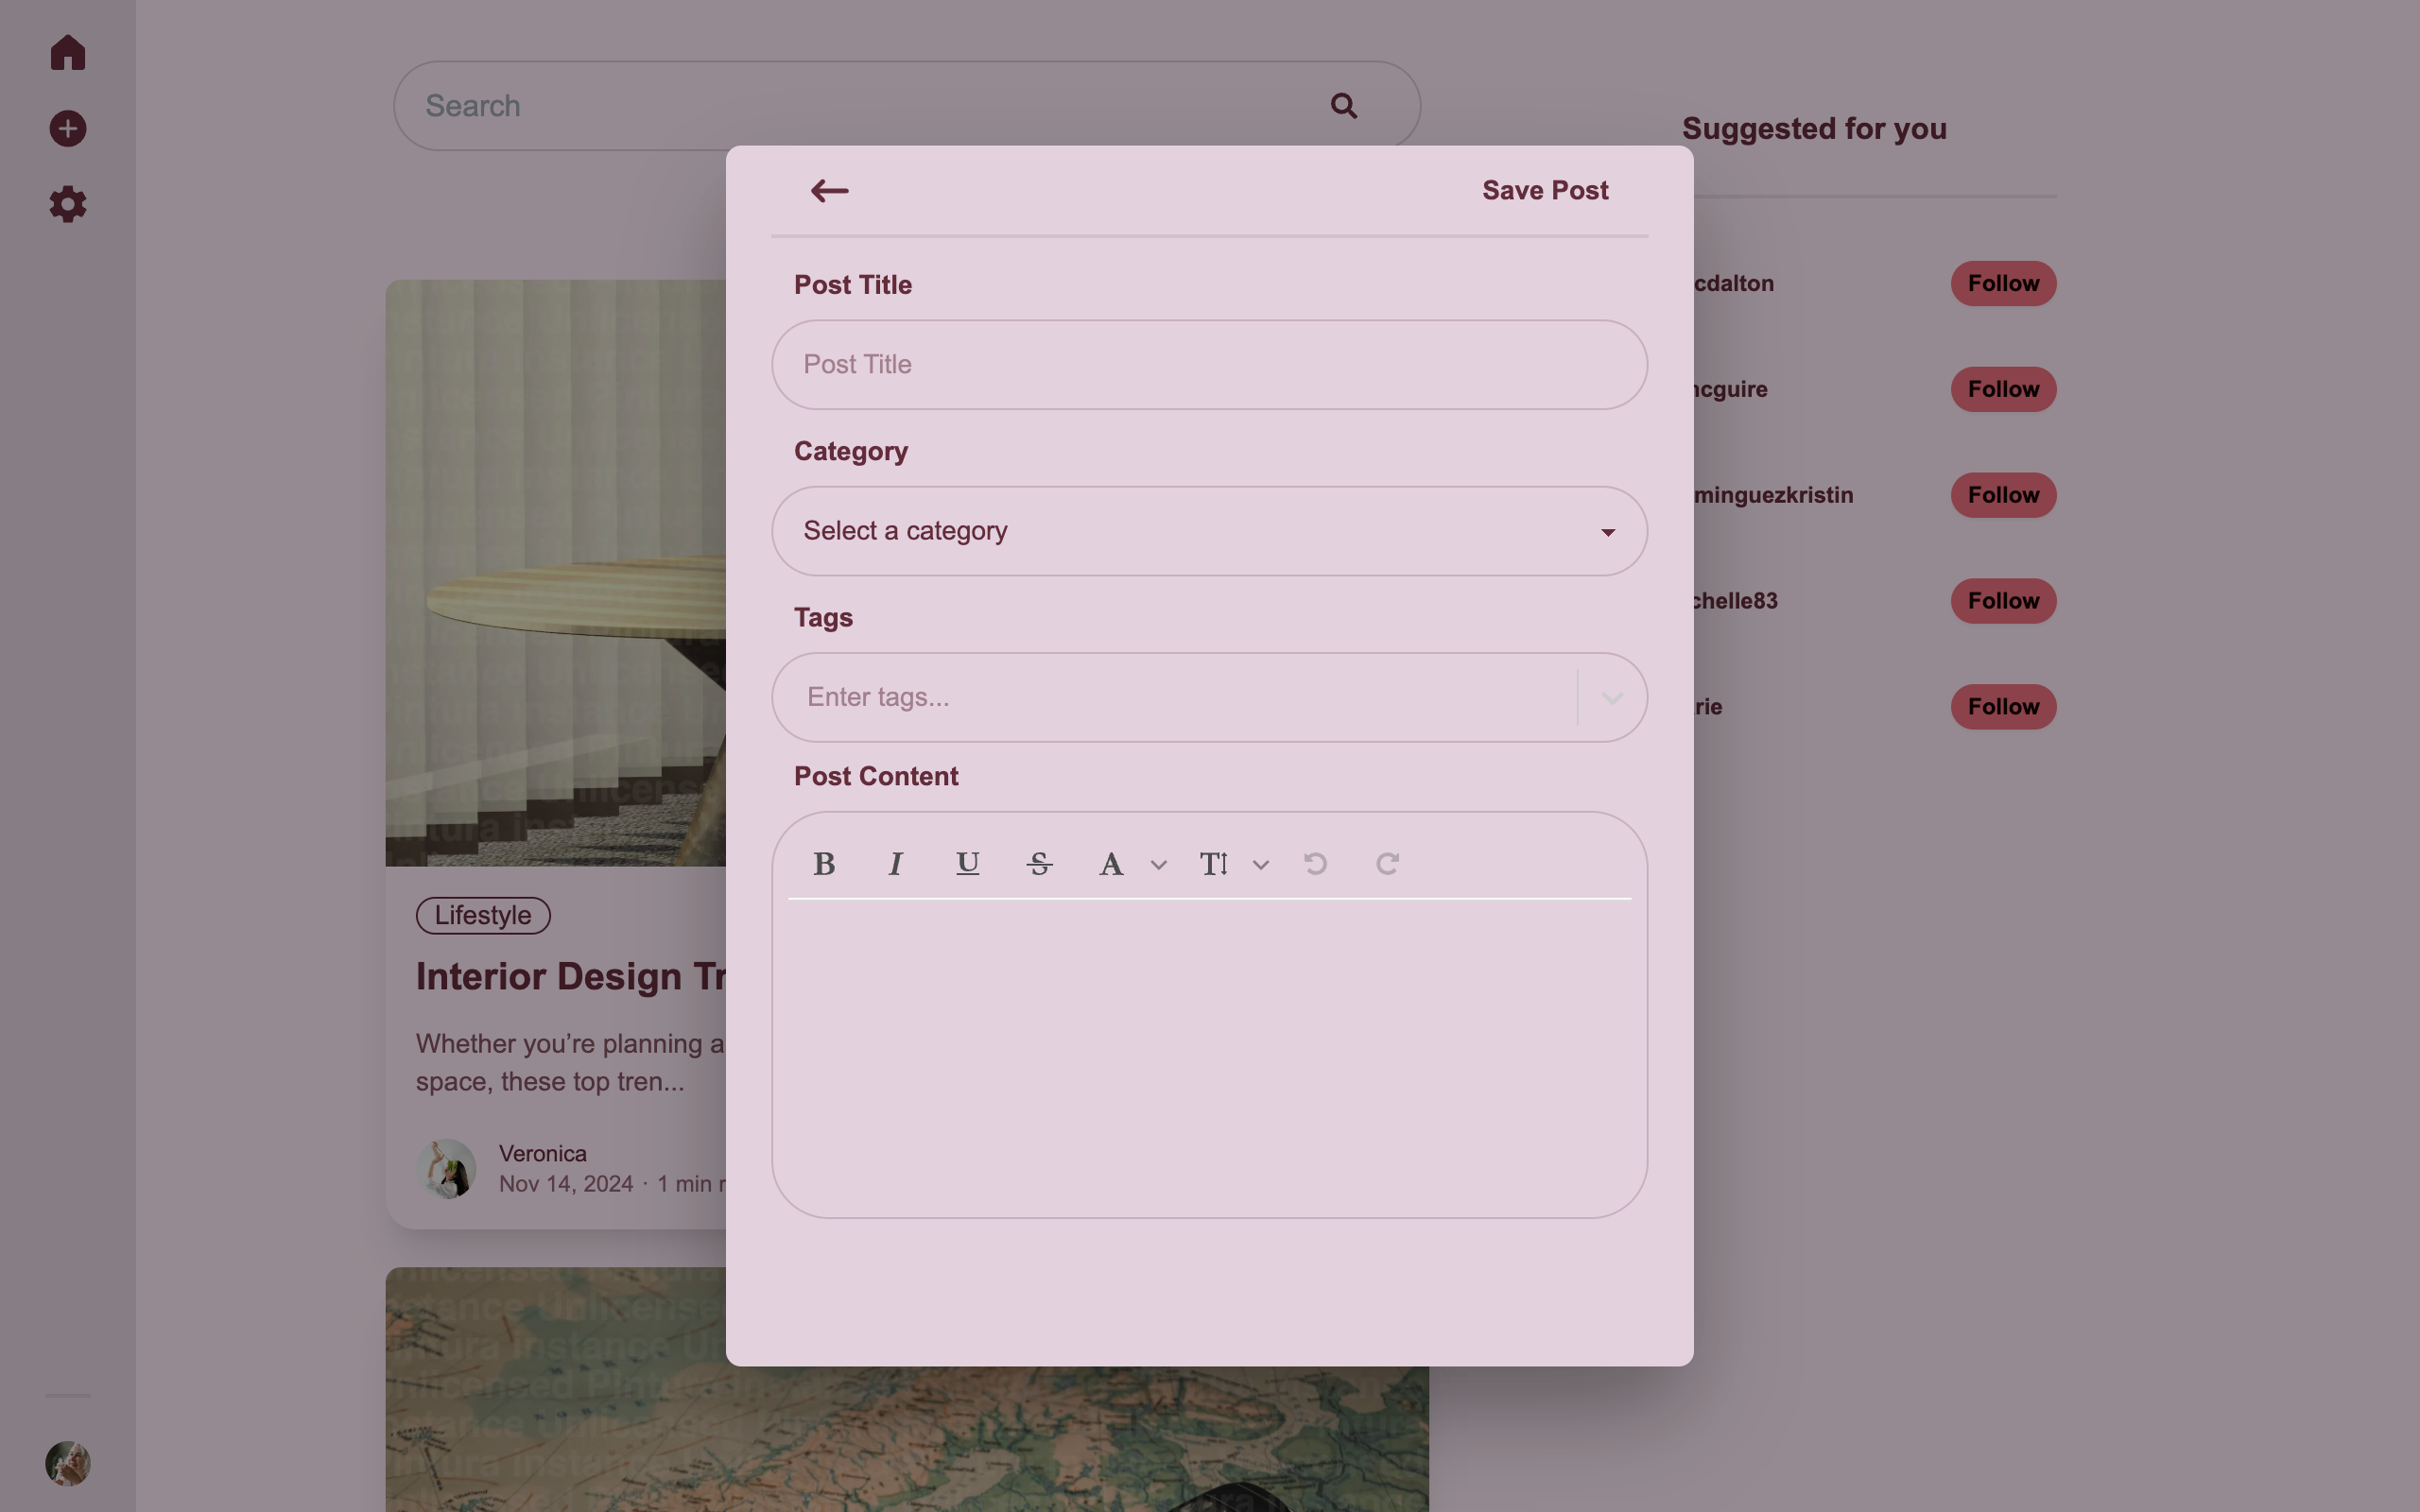 Search
Suggested for you
Save Post
Post Title
Post Title
Category
Select a category
Tags
Enter tags...
Post Content
B I U S A T
cdalton Follow
cguire Follow
minguezkristin Follow
chelle83 Follow
rie Follow
Lifestyle
Interior Design Tr
Whether you’re planning a
space, these top tren...
Veronica
Nov 14, 2024 · 1 min r